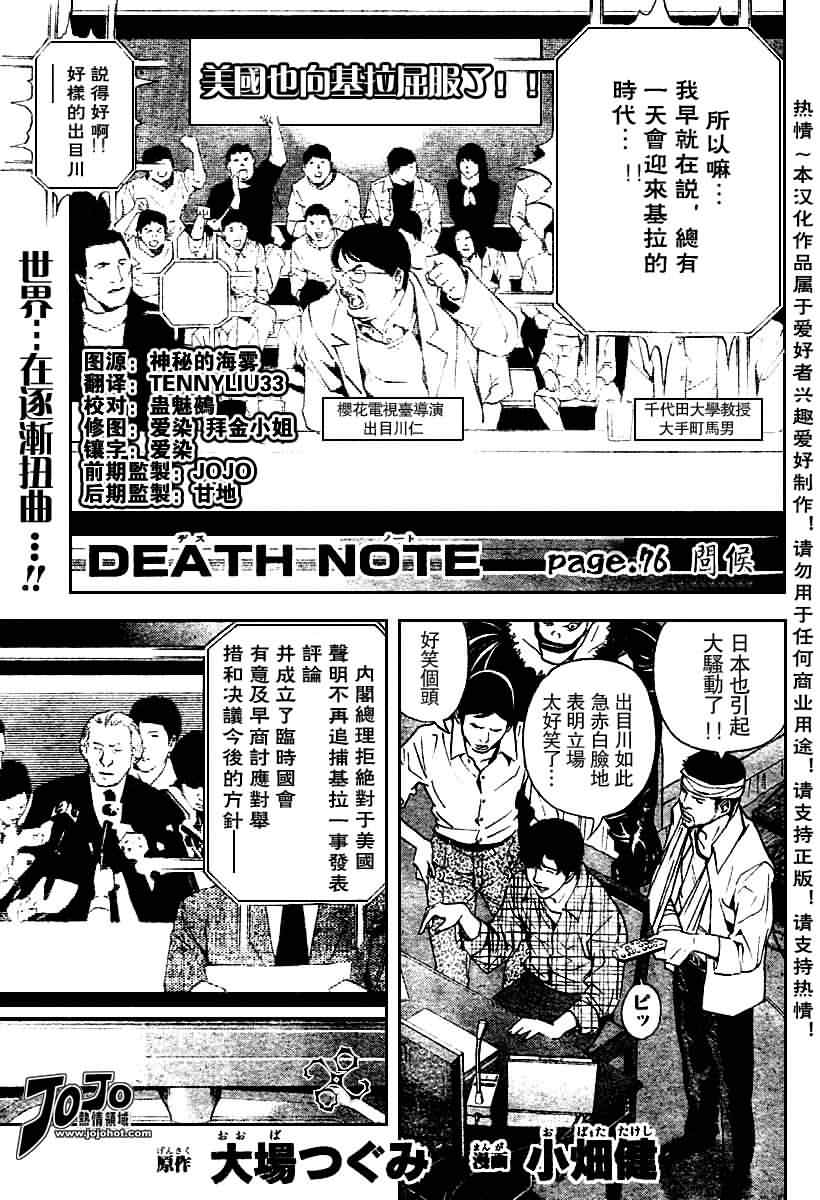 美國也向基拉屈服了！！
所以嘛…
我早就在説，總有
一天會迎來基拉的
時代…！！
說得好啊!!
好樣的出目川
——
世界…在逐漸扭曲…!!
图源：神秘的海雾
翻译：TENNYLIU33
校对：蛊魅鹌
修图：爱染 拜金小姐
镶字：爱染
前期監製：JOJO
后期監製：甘地
櫻花電視臺導演
出目川仁
千代田大學教授
大手町馬男
デス ノート
DEATH NOTE
page.76 問候
日本也引起
大騷動了!!
出目川如此
急赤白臉地
表明立場
太好笑了…
好笑個頭
ピッ
内閣總理拒絶對于美國
聲明不再追捕基拉一事發表
評論
并成立了臨時國會
有意及早商討應對舉
措和决議今後的方針
——
JOJO
熱情領域
www.jojohot.com
げんさく おおば
原作 大場つぐみ
まんが おばた たけし
漫画 小畑健
热情～本汉化作品属于爱好者兴趣爱好制作！请勿用于任何商业用途！请支持正版！请支持热情！